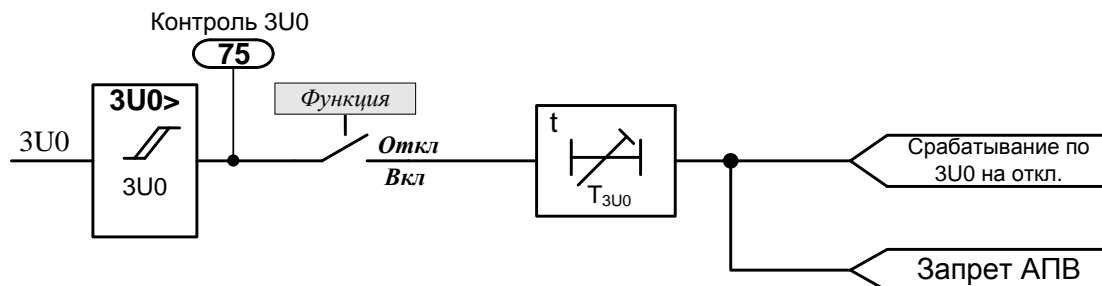 Контроль 3U0
75
3U0>
3U0
3U0
Функция
Откл
Вкл
t
T3U0
Срабатывание по
3U0 на откл.
Запрет АПВ